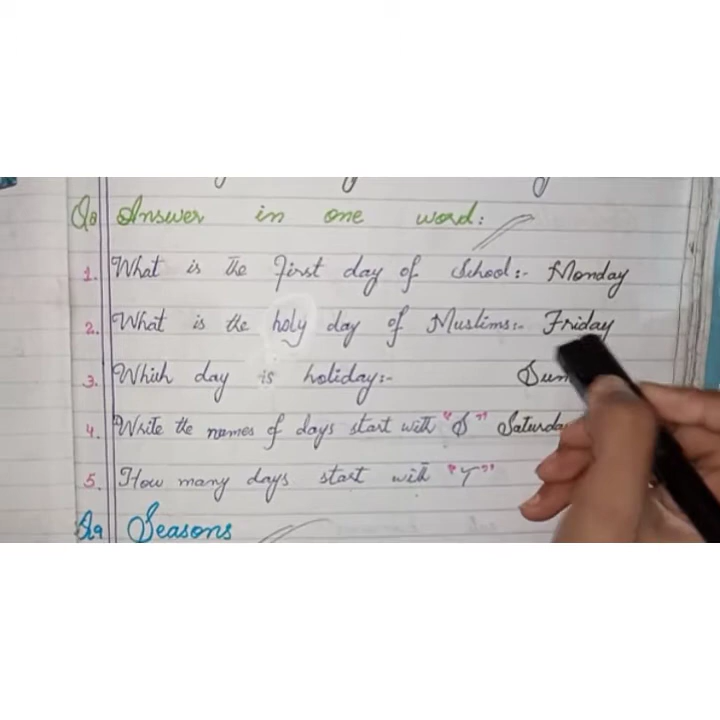 Q8 Answer in one word:
1. What is the First day of School:- Monday
2. What is the holy day of Muslims:- Friday
3. Which day is holiday:-
4. Write the names of days start with "S"
5. How many days start with "T"
Q9 Seasons